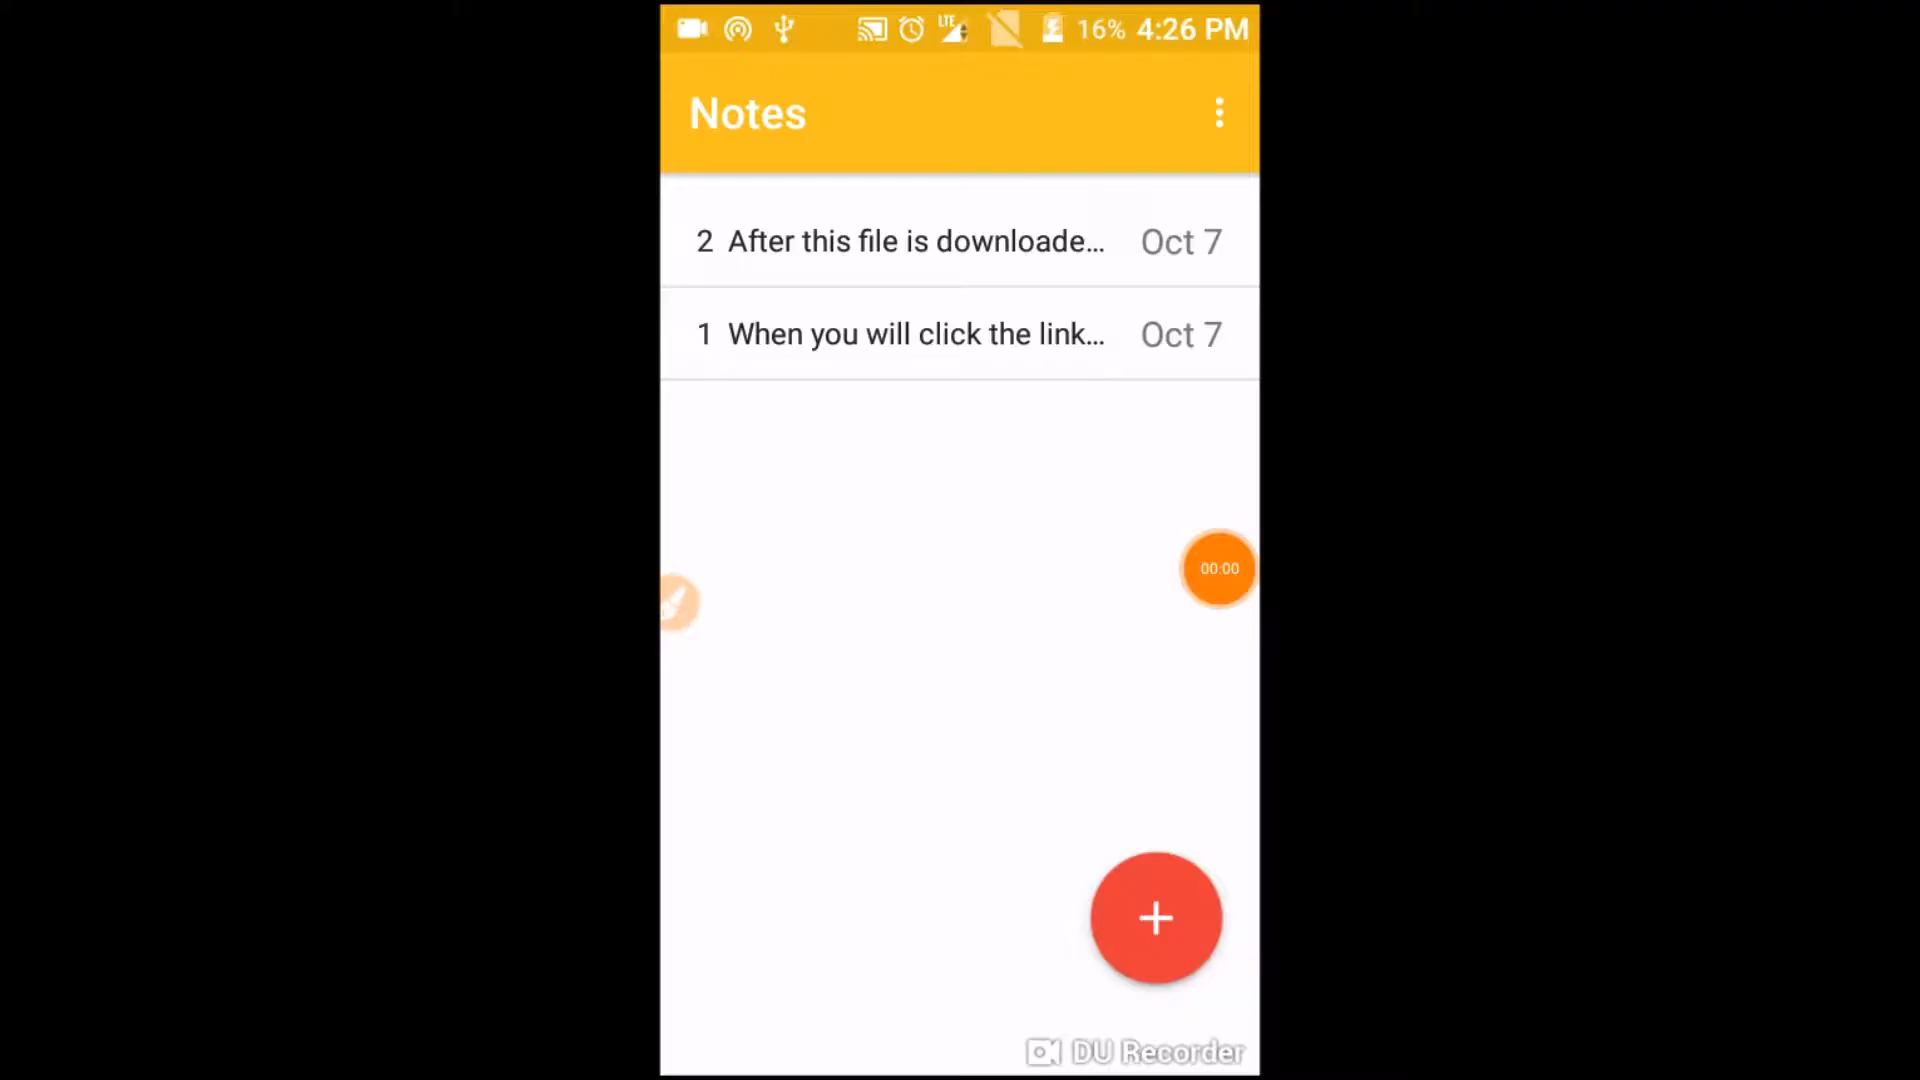 LTE 16% 4:26 PM
Notes
2 After this file is downloade... Oct 7
1 When you will click the link... Oct 7
00:00
DU Recorder